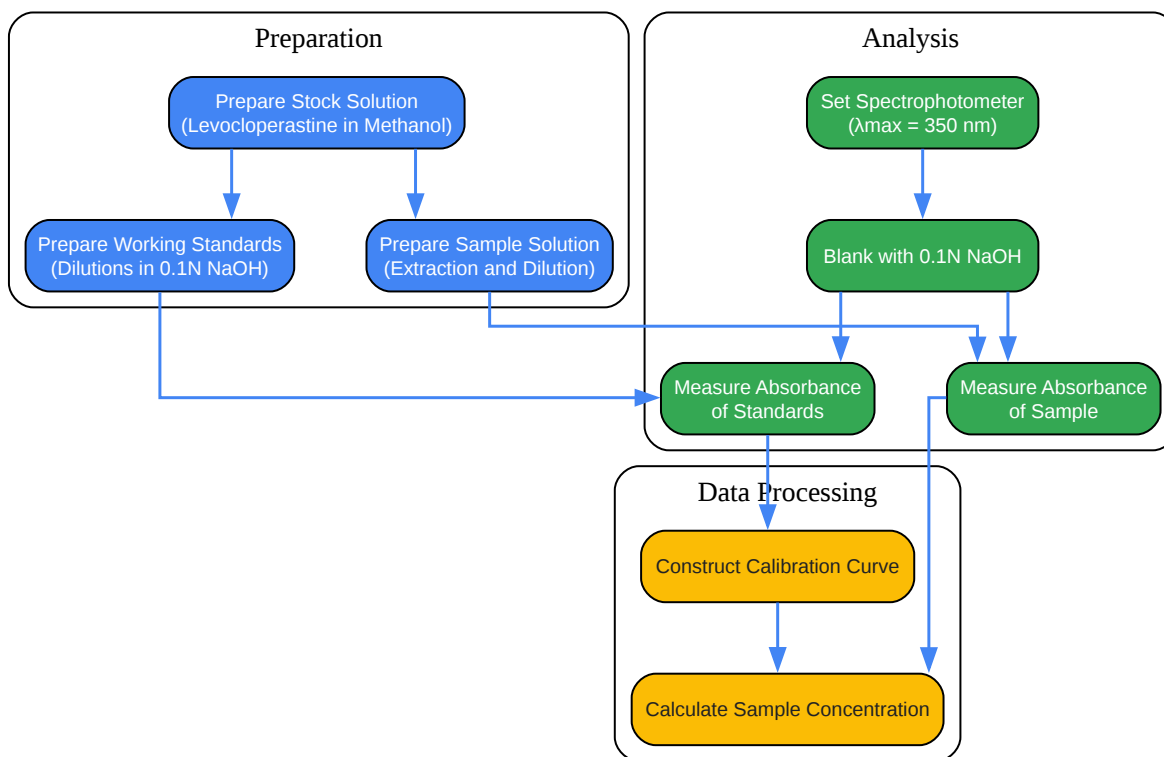 Preparation
Prepare Stock Solution
(Levocloperastine in Methanol)
Prepare Working Standards
(Dilutions in 0.1N NaOH)
Prepare Sample Solution
(Extraction and Dilution)
Analysis
Set Spectrophotometer
(λmax = 350 nm)
Blank with 0.1N NaOH
Measure Absorbance
of Standards
Measure Absorbance
of Sample
Data Processing
Construct Calibration Curve
Calculate Sample Concentration